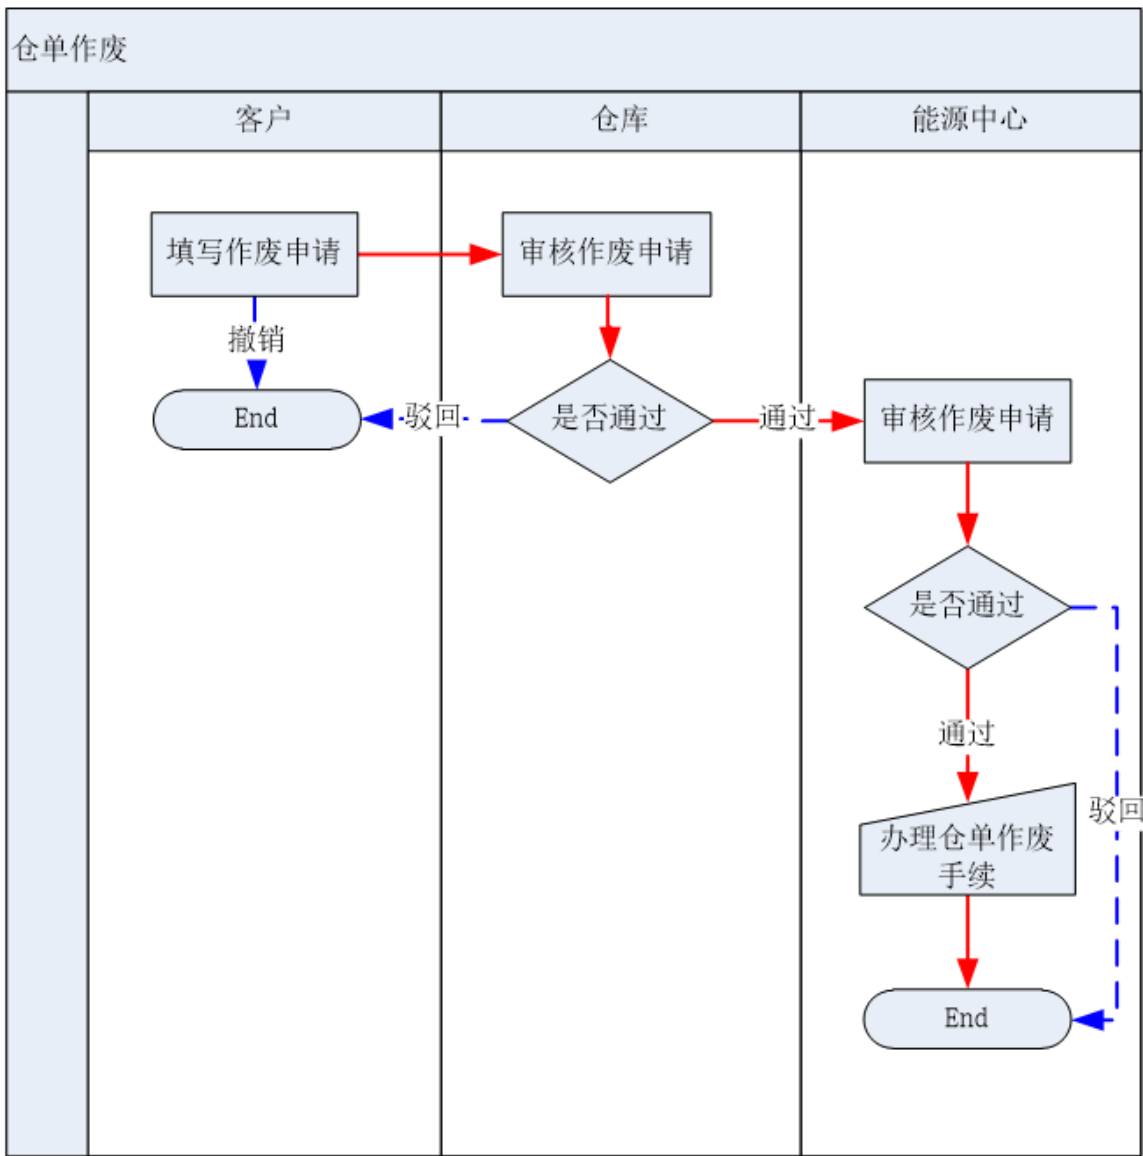 仓单作废
客户
仓库
能源中心
填写作废申请
审核作废申请
撤销
End
驳回
是否通过
通过
审核作废申请
是否通过
通过
驳回
办理仓单作废
手续
End